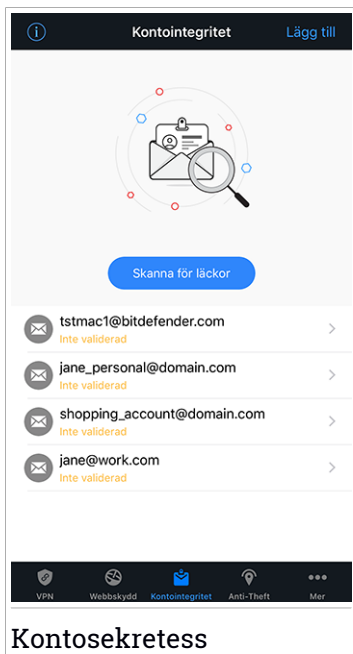 Kontointegritet
Lägg till
Skanna för läckor
tstmac1@bitdefender.com
Inte validerad
jane_personal@domain.com
Inte validerad
shopping_account@domain.com
Inte validerad
jane@work.com
Inte validerad
VPN
Webbskydd
Kontointegritet
Anti-Theft
Mer
Kontosekretess